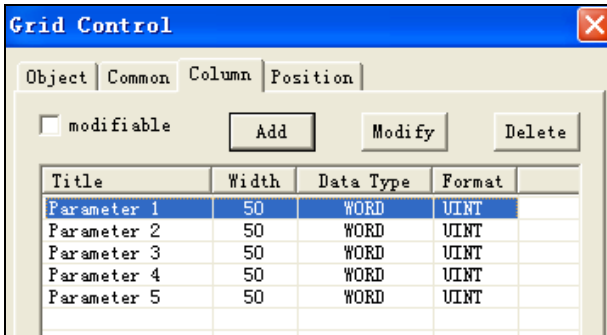 Grid Control
Object Common Column Position
modifiable Add Modify Delete
Title Width Data Type Format
Parameter 1 50 WORD UINT
Parameter 2 50 WORD UINT
Parameter 3 50 WORD UINT
Parameter 4 50 WORD UINT
Parameter 5 50 WORD UINT